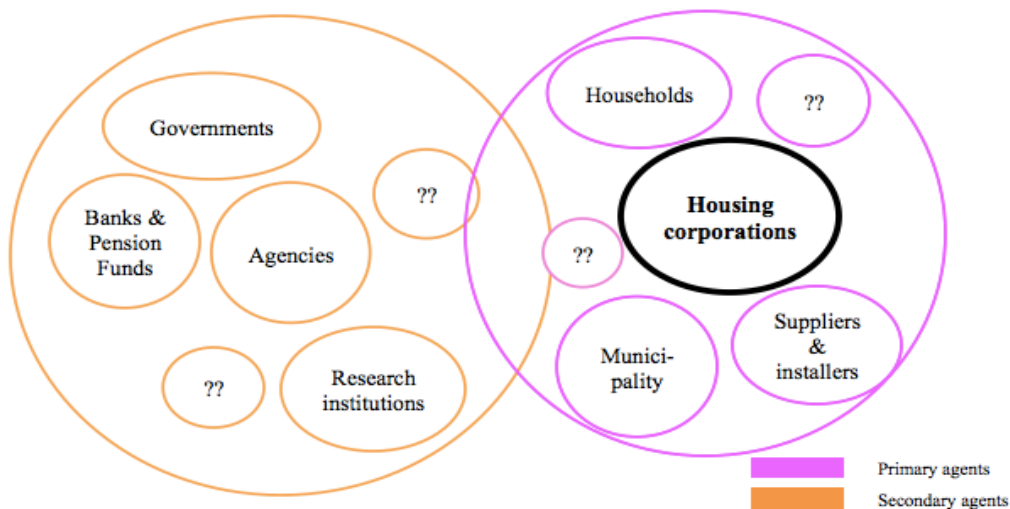 Governments
Banks &
Pension
Funds
Agencies
??
??
Research
institutions
Households
??
Housing
corporations
??
Munici-
pality
Suppliers
&
installers
Primary agents
Secondary agents